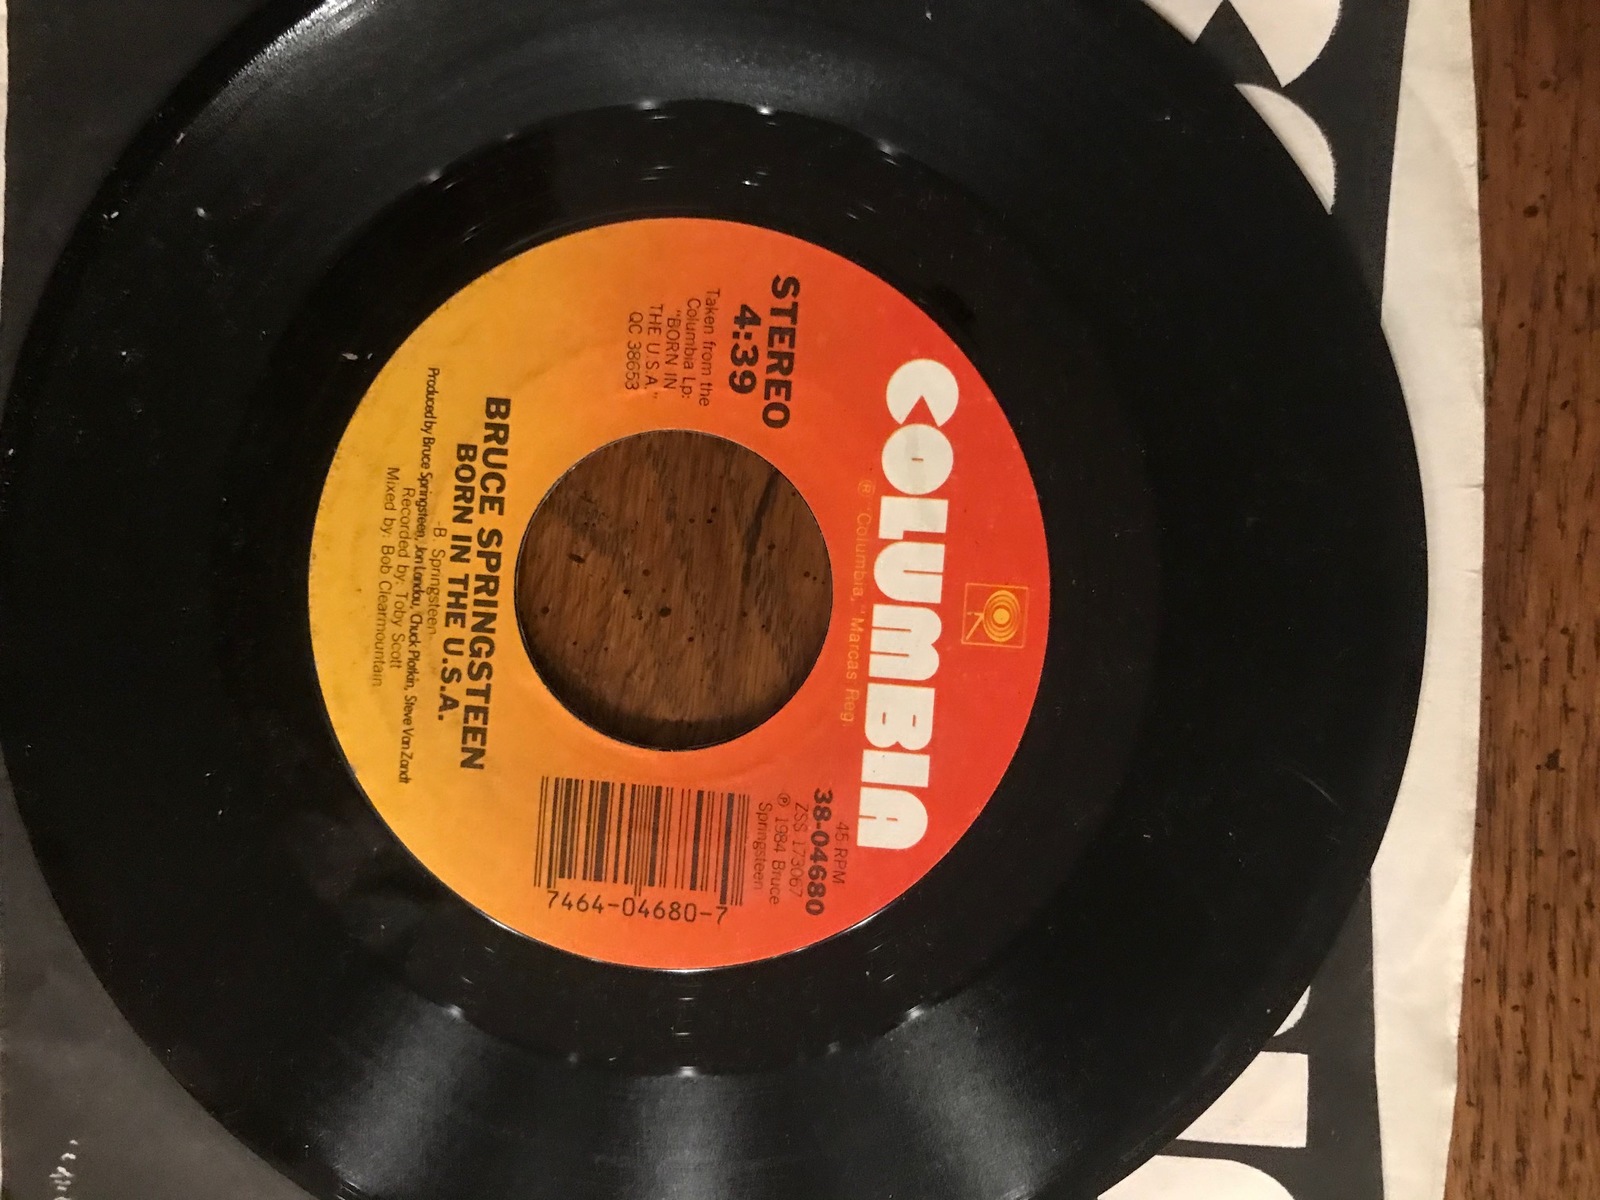 COLUMBIA
® "Columbia," Marcas Reg.
STEREO
4:39
Taken from the
Columbia Lp:
"BORN IN
THE U.S.A."
QC 38653
45 RPM
38-04680
ZSS 173067
℗ 1984 Bruce
Springsteen
7464-04680-7
BRUCE SPRINGSTEEN
BORN IN THE U.S.A.
-B. Springsteen-
Produced by Bruce Springsteen, Jon Landau, Chuck Plotkin, Steve Van Zandt
Recorded by: Toby Scott
Mixed by: Bob Clearmountain